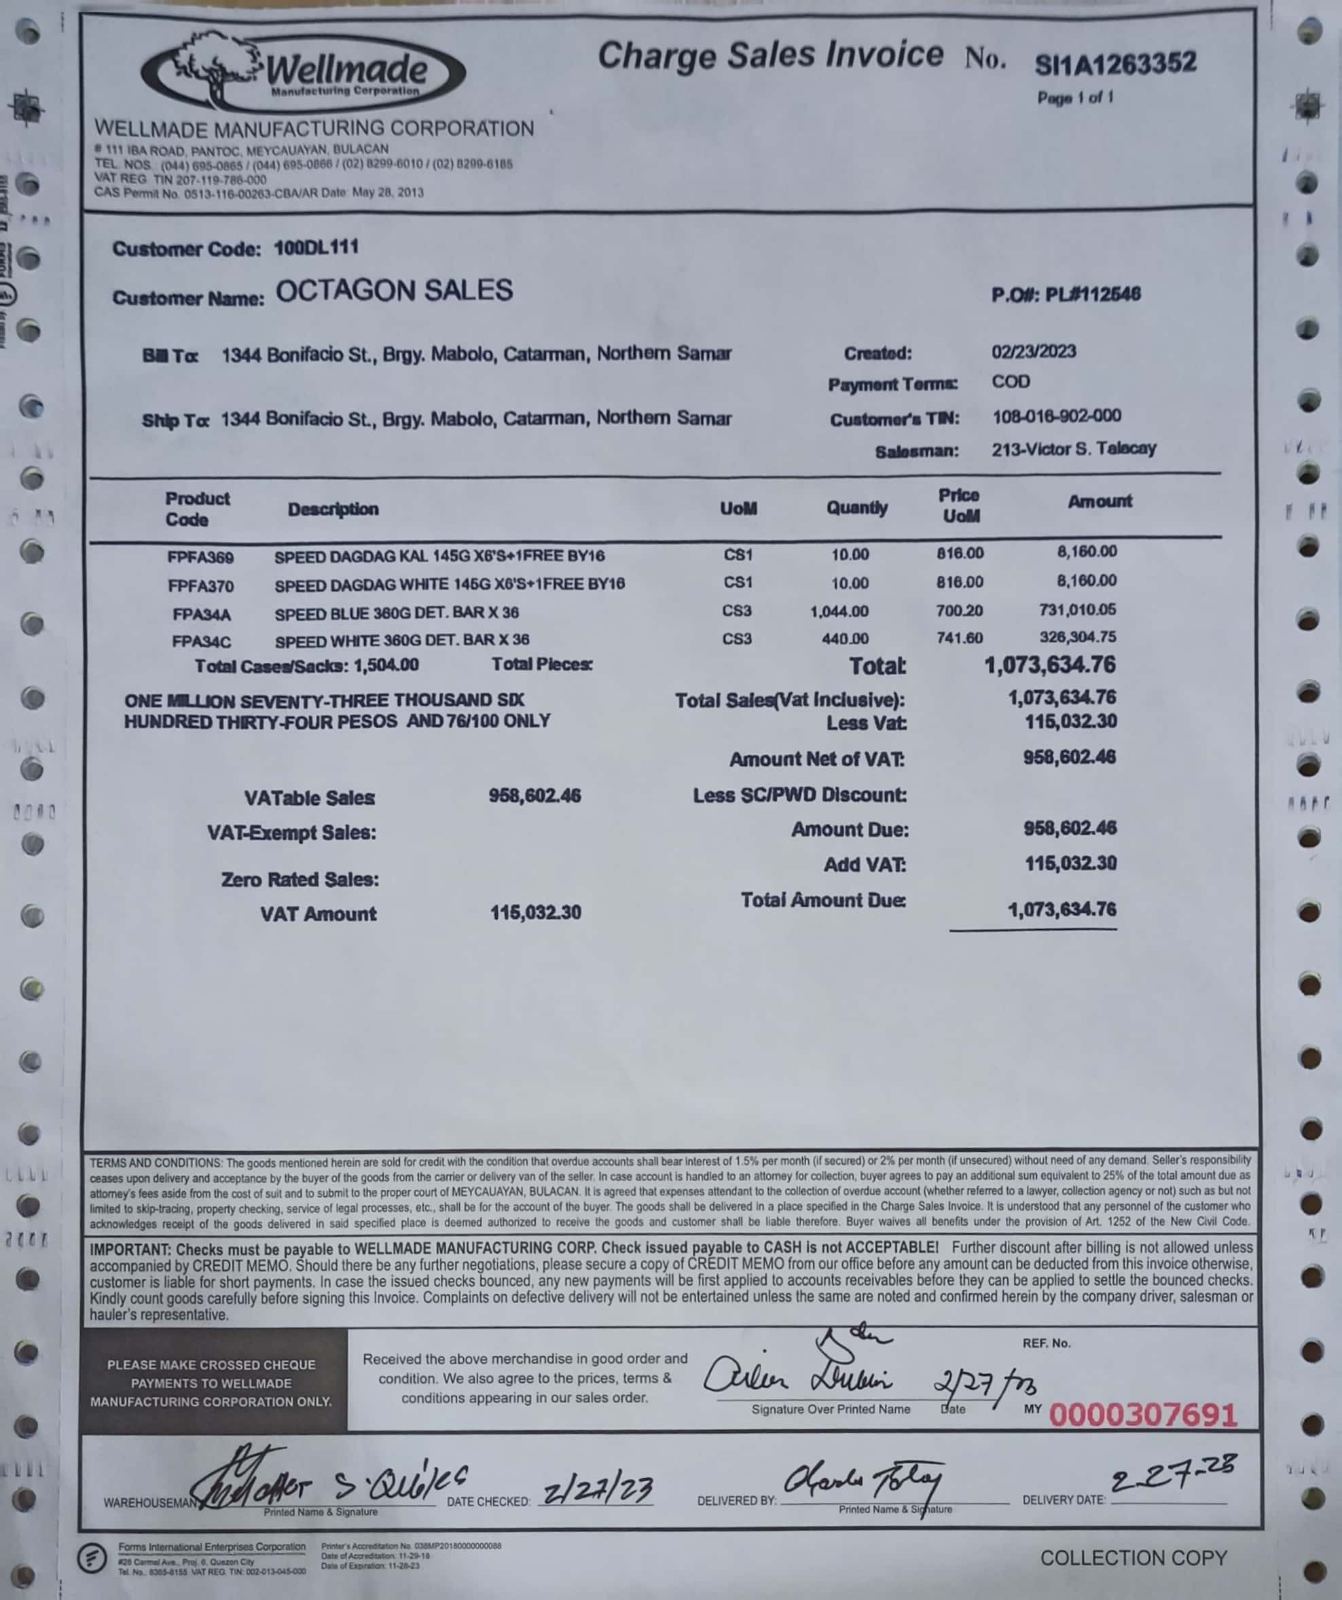 Wellmade
Manufacturing Corporation
Charge Sales Invoice No. SI1A1263352
Page 1 of 1
WELLMADE MANUFACTURING CORPORATION
# 111 IBA ROAD, PANTOC, MEYCAUAYAN, BULACAN
TEL. NOS. (044) 695-0865 / (044) 695-0866 / (02) 8299-6010 / (02) 8299-6185
VAT REG. TIN 207-119-786-000
CAS Permit No. 0513-116-00263-CBA/AR Date: May 28, 2013
Customer Code: 100DL111
Customer Name: OCTAGON SALES
P.O#: PL#112546
Bill To: 1344 Bonifacio St., Brgy. Mabolo, Catarman, Northern Samar
Created: 02/23/2023
Payment Terms: COD
Ship To: 1344 Bonifacio St., Brgy. Mabolo, Catarman, Northern Samar
Customer's TIN: 108-016-902-000
Salesman: 213-Victor S. Talacay
Product Code Description UoM Quantly Price UoM Amount
FPFA369 SPEED DAGDAG KAL 145G X6'S+1FREE BY16 CS1 10.00 816.00 8,160.00
FPFA370 SPEED DAGDAG WHITE 145G X6'S+1FREE BY16 CS1 10.00 816.00 8,160.00
FPA34A SPEED BLUE 360G DET. BAR X 36 CS3 1,044.00 700.20 731,010.05
FPA34C SPEED WHITE 360G DET. BAR X 36 CS3 440.00 741.60 326,304.75
Total Cases/Sacks: 1,504.00 Total Pieces: Total: 1,073,634.76
ONE MILLION SEVENTY-THREE THOUSAND SIX
HUNDRED THIRTY-FOUR PESOS AND 76/100 ONLY
Total Sales(Vat Inclusive): 1,073,634.76
Less Vat: 115,032.30
Amount Net of VAT: 958,602.46
VATable Sales 958,602.46
Less SC/PWD Discount:
VAT-Exempt Sales:
Amount Due: 958,602.46
Zero Rated Sales:
Add VAT: 115,032.30
VAT Amount 115,032.30
Total Amount Due: 1,073,634.76
TERMS AND CONDITIONS: The goods mentioned herein are sold for credit with the condition that overdue accounts shall bear interest of 1.5% per month (if secured) or 2% per month (if unsecured) without need of any demand. Seller's responsibility
ceases upon delivery and acceptance by the buyer of the goods from the carrier or delivery van of the seller. In case account is handled to an attorney for collection, buyer agrees to pay an additional sum equivalent to 25% of the total amount due as
attorney's fees aside from the cost of suit and to submit to the proper court of MEYCAUAYAN, BULACAN. It is agreed that expenses attendant to the collection of overdue account (whether referred to a lawyer, collection agency or not) such as but not
limited to skip-tracing, property checking, service of legal processes, etc., shall be for the account of the buyer. The goods shall be delivered in a place specified in the Charge Sales Invoice. It is understood that any personnel of the customer who
acknowledges receipt of the goods delivered in said specified place is deemed authorized to receive the goods and customer shall be liable therefore. Buyer waives all benefits under the provision of Art. 1252 of the New Civil Code.
IMPORTANT: Checks must be payable to WELLMADE MANUFACTURING CORP. Check issued payable to CASH is not ACCEPTABLE! Further discount after billing is not allowed unless
accompanied by CREDIT MEMO. Should there be any further negotiations, please secure a copy of CREDIT MEMO from our office before any amount can be deducted from this invoice otherwise,
customer is liable for short payments. In case the issued checks bounced, any new payments will be first applied to accounts receivables before they can be applied to settle the bounced checks.
Kindly count goods carefully before signing this Invoice. Complaints on defective delivery will not be entertained unless the same are noted and confirmed herein by the company driver, salesman or
hauler's representative.
PLEASE MAKE CROSSED CHEQUE
PAYMENTS TO WELLMADE
MANUFACTURING CORPORATION ONLY.
Received the above merchandise in good order and
condition. We also agree to the prices, terms &
conditions appearing in our sales order.
2/27/23
Signature Over Printed Name Date
REF. No.
MY 0000307691
WAREHOUSEMAN S. Quiles
Printed Name & Signature
DATE CHECKED: 2/27/23
DELIVERED BY:
Printed Name & Signature
DELIVERY DATE: 2-27-23
Forms International Enterprises Corporation
#26 Carmel Ave., Proj. 6, Quezon City
Tel. No.: 8365-8155 VAT REG. TIN: 002-013-045-000
Printer's Accreditation No. 038MP20180000000088
Date of Accreditation: 11-29-18
Date of Expiration: 11-28-23
COLLECTION COPY